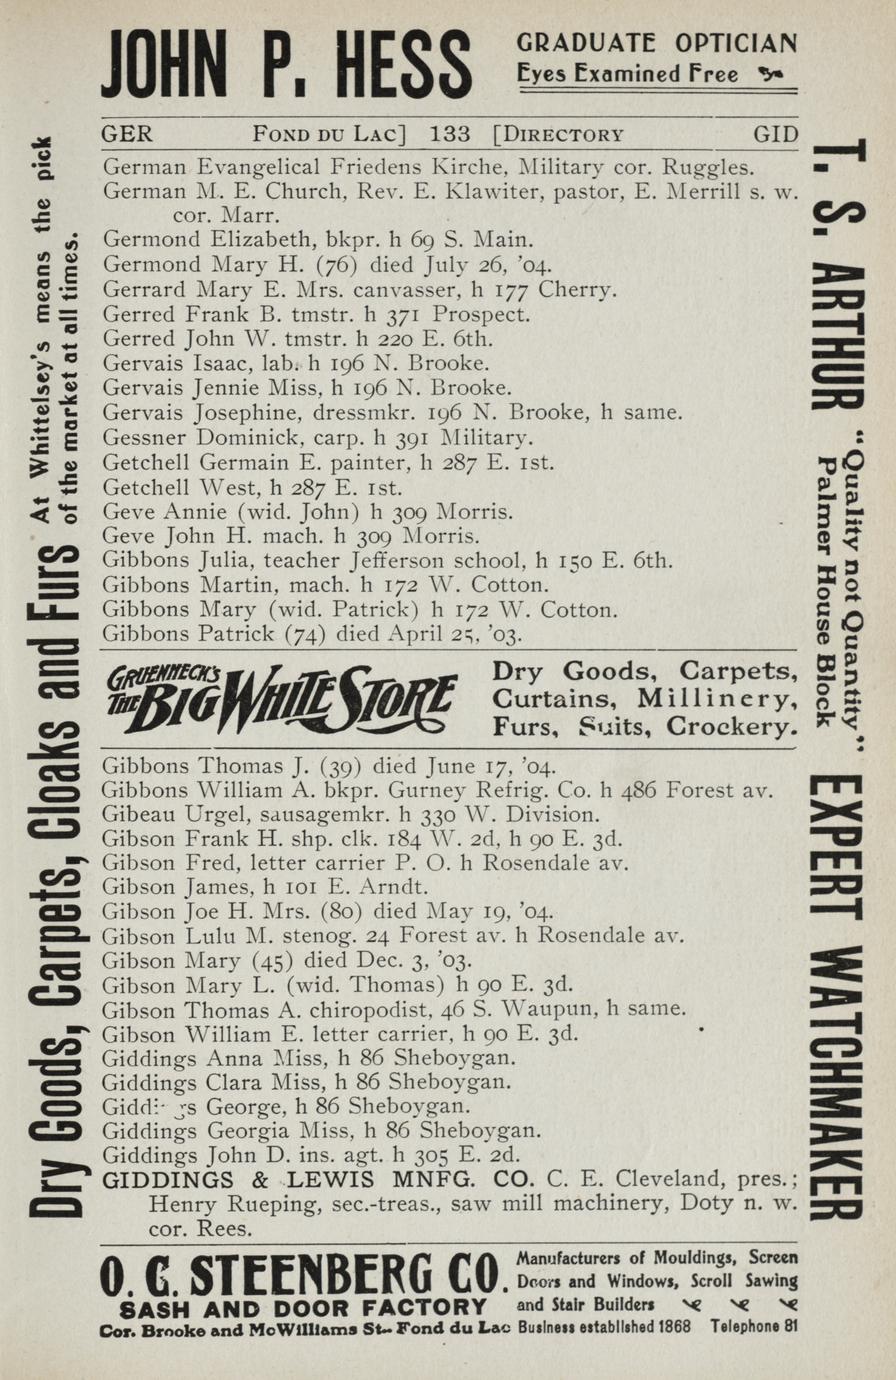 JOHN P. HESS GRADUATE OPTICIAN
Eyes Examined Free
GER FOND DU LAC] 133 [DIRECTORY GID
German Evangelical Friedens Kirche, Military cor. Ruggles.
German M. E. Church, Rev. E. Klawiter, pastor, E. Merrill s. w.
cor. Marr.
Germond Elizabeth, bkpr. h 69 S. Main.
Germond Mary H. (76) died July 26, '04.
Gerrard Mary E. Mrs. canvasser, h 177 Cherry.
Gerred Frank B. tmstr. h 371 Prospect.
Gerred John W. tmstr. h 220 E. 6th.
Gervais Isaac, lab. h 196 N. Brooke.
Gervais Jennie Miss, h 196 N. Brooke.
Gervais Josephine, dressmkr. 196 N. Brooke, h same.
Gessner Dominick, carp. h 391 Military.
Getchell Germain E. painter, h 287 E. 1st.
Getchell West, h 287 E. 1st.
Geve Annie (wid. John) h 309 Morris.
Geve John H. mach. h 309 Morris.
Gibbons Julia, teacher Jefferson school, h 150 E. 6th.
Gibbons Martin, mach. h 172 W. Cotton.
Gibbons Mary (wid. Patrick) h 172 W. Cotton.
Gibbons Patrick (74) died April 25, '03.
GRUENHECK'S THE BIG WHITE STORE
Dry Goods, Carpets,
Curtains, Millinery,
Furs, Suits, Crockery.
Gibbons Thomas J. (39) died June 17, '04.
Gibbons William A. bkpr. Gurney Refrig. Co. h 486 Forest av.
Gibeau Urgel, sausagemkr. h 330 W. Division.
Gibson Frank H. shp. clk. 184 W. 2d, h 90 E. 3d.
Gibson Fred, letter carrier P. O. h Rosendale av.
Gibson James, h 101 E. Arndt.
Gibson Joe H. Mrs. (80) died May 19, '04.
Gibson Lulu M. stenog. 24 Forest av. h Rosendale av.
Gibson Mary (45) died Dec. 3, '03.
Gibson Mary L. (wid. Thomas) h 90 E. 3d.
Gibson Thomas A. chiropodist, 46 S. Waupun, h same.
Gibson William E. letter carrier, h 90 E. 3d.
Giddings Anna Miss, h 86 Sheboygan.
Giddings Clara Miss, h 86 Sheboygan.
Giddings George, h 86 Sheboygan.
Giddings Georgia Miss, h 86 Sheboygan.
Giddings John D. ins. agt. h 305 E. 2d.
GIDDINGS & LEWIS MNFG. CO. C. E. Cleveland, pres.;
Henry Rueping, sec.-treas., saw mill machinery, Doty n. w.
cor. Rees.
O. C. STEENBERG CO.
SASH AND DOOR FACTORY
Cor. Brooke and McWilliams St. Fond du Lac
Manufacturers of Mouldings, Screen
Doors and Windows, Scroll Sawing
and Stair Builders
Business established 1868 Telephone 81
Dry Goods, Carpets, Cloaks and Furs
At Whittelsey's means the pick
of the market at all times.
T. S. ARTHUR
"Quality not Quantity"
Palmer House Block
EXPERT WATCHMAKER